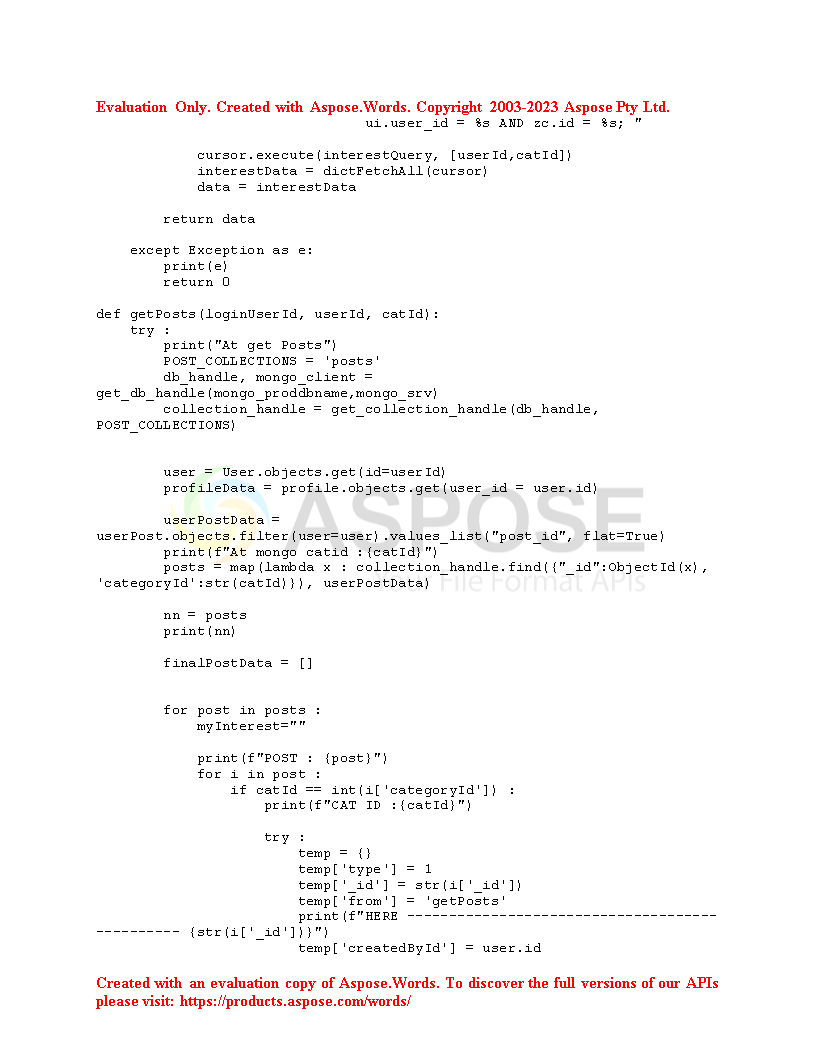 Evaluation Only. Created with Aspose.Words. Copyright 2003-2023 Aspose Pty Ltd.
ui.user_id = %s AND zc.id = %s; "
cursor.execute(interestQuery, [userId,catId])
interestData = dictFetchAll(cursor)
data = interestData
return data
except Exception as e:
print(e)
return 0
def getPosts(loginUserId, userId, catId):
try :
print("At get Posts")
POST_COLLECTIONS = 'posts'
db_handle, mongo_client =
get_db_handle(mongo_proddbname,mongo_srv)
collection_handle = get_collection_handle(db_handle,
POST_COLLECTIONS)
user = User.objects.get(id=userId)
profileData = profile.objects.get(user_id = user.id)
ASPOSE
userPostData =
userPost.objects.filter(user=user).values_list("post_id", flat=True)
print(f"At mongo catid :{catId}")
posts = map(lambda x : collection_handle.find({"_id":ObjectId(x),
'categoryId':str(catId)}), userPostData)
Your File Format APIs
nn = posts
print(nn)
finalPostData = []
for post in posts :
myInterest=""
print(f"POST : {post}")
for i in post :
if catId == int(i['categoryId']) :
print(f"CAT ID :{catId}")
try :
temp = {}
temp['type'] = 1
temp['_id'] = str(i['_id'])
temp['from'] = 'getPosts'
print(f"HERE -------------------------------------
---------- {str(i['_id'])}")
temp['createdById'] = user.id
Created with an evaluation copy of Aspose.Words. To discover the full versions of our APIs
please visit: https://products.aspose.com/words/